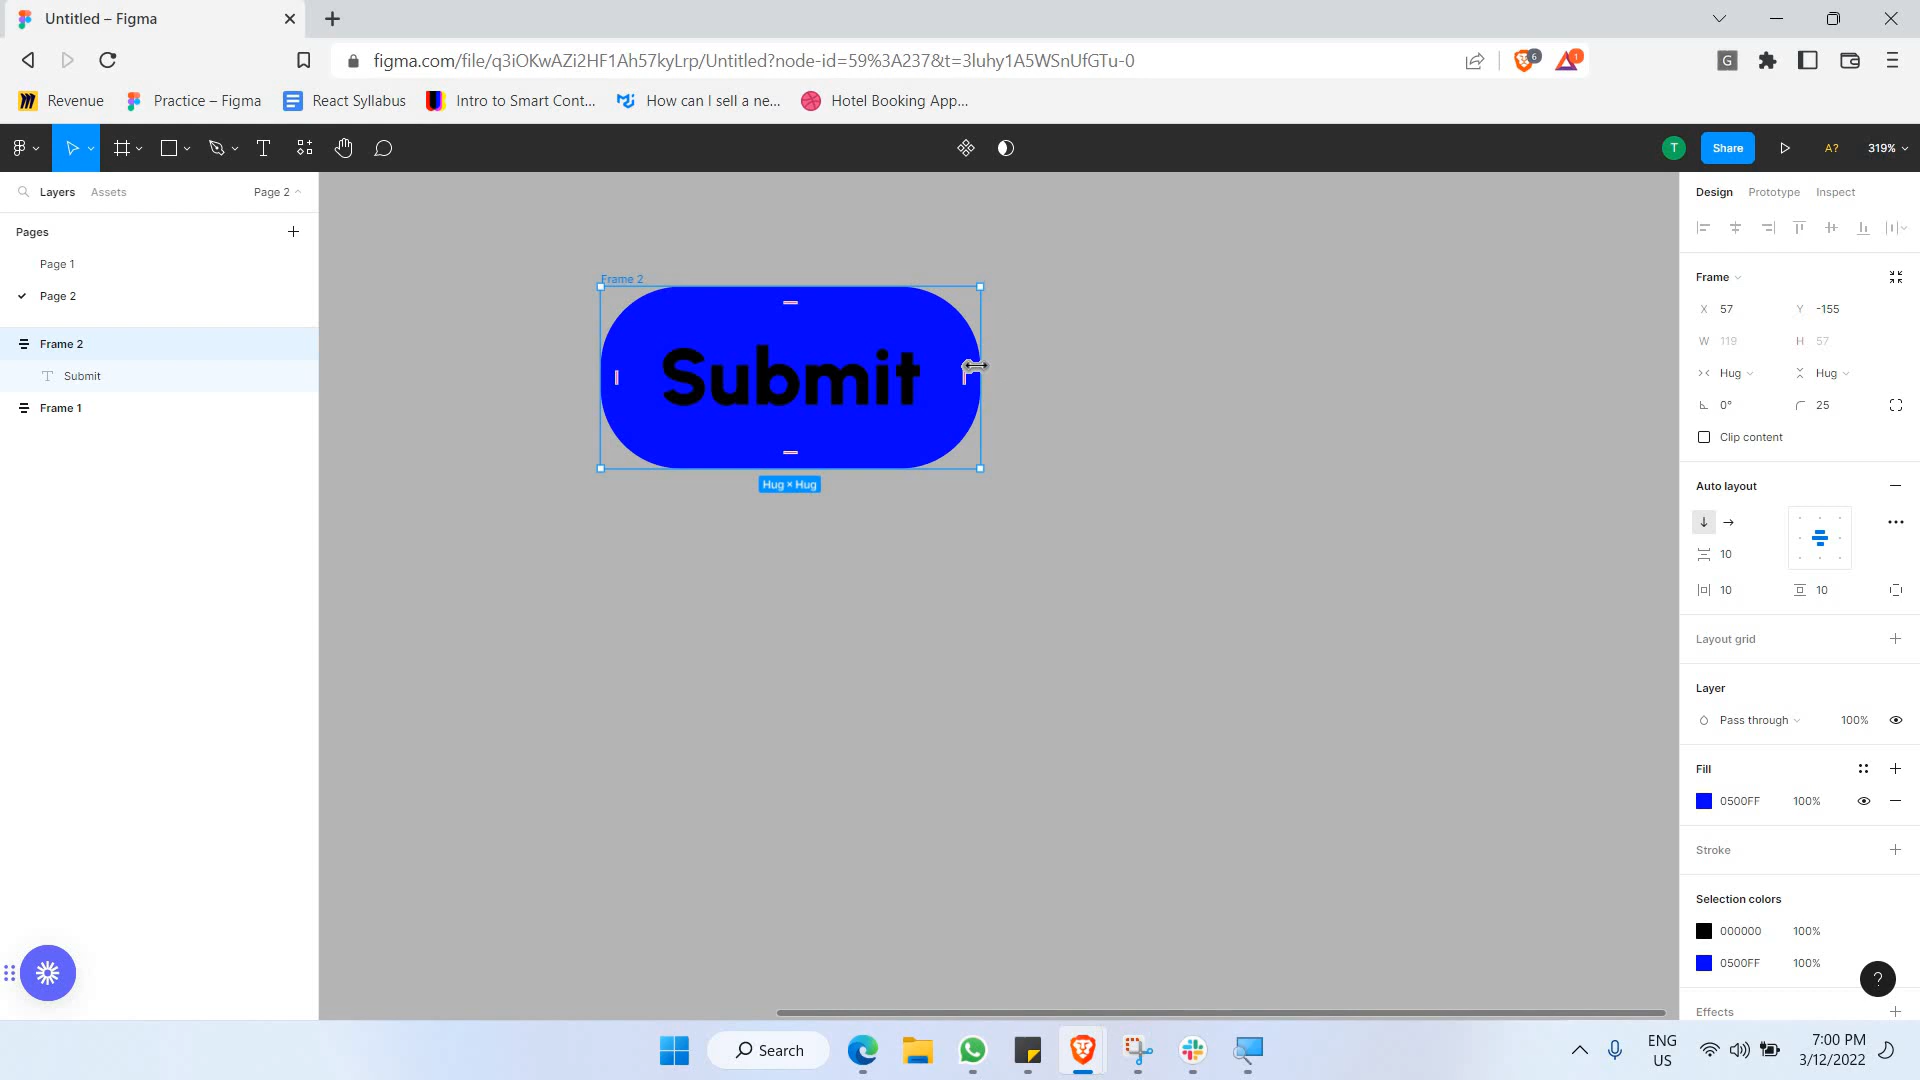 Untitled – Figma
figma.com/file/q3iOKwAZi2HF1Ah57kyLrp/Untitled?node-id=59%3A237&t=3luhy1A5WSnUfGTu-0
6
1
G
Revenue
Practice – Figma
React Syllabus
Intro to Smart Cont...
How can I sell a ne...
Hotel Booking App...
T
Share
A?
319%
Layers
Assets
Page 2
Pages
Page 1
Page 2
Frame 2
Submit
Frame 1
Frame 2
Submit
Hug × Hug
Design
Prototype
Inspect
Frame
X 57
Y -155
W 119
H 57
Hug
Hug
0°
25
Clip content
Auto layout
10
10
10
Layout grid
Layer
Pass through
100%
Fill
0500FF
100%
Stroke
Selection colors
000000
100%
0500FF
100%
?
Effects
Search
ENG
US
7:00 PM
3/12/2022